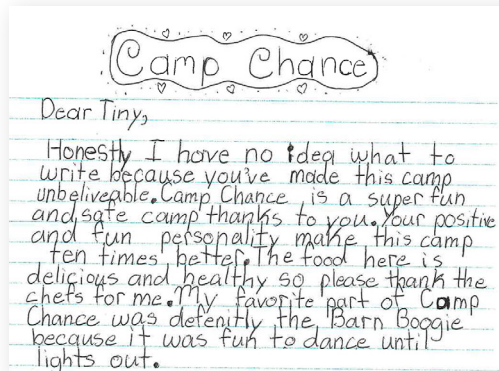 Camp Chance
Dear Tiny,
Honestly I have no idea what to
write because you've made this camp
unbeliveable. Camp Chance is a super fun
and safe camp thanks to you. Your positive
and fun personality make this camp
ten times better. The food here is
delicious and healthy so please thank the
chefs for me. My favorite part of Camp
Chance was defenitly the Barn Boogie
because it was fun to dance until
lights out.